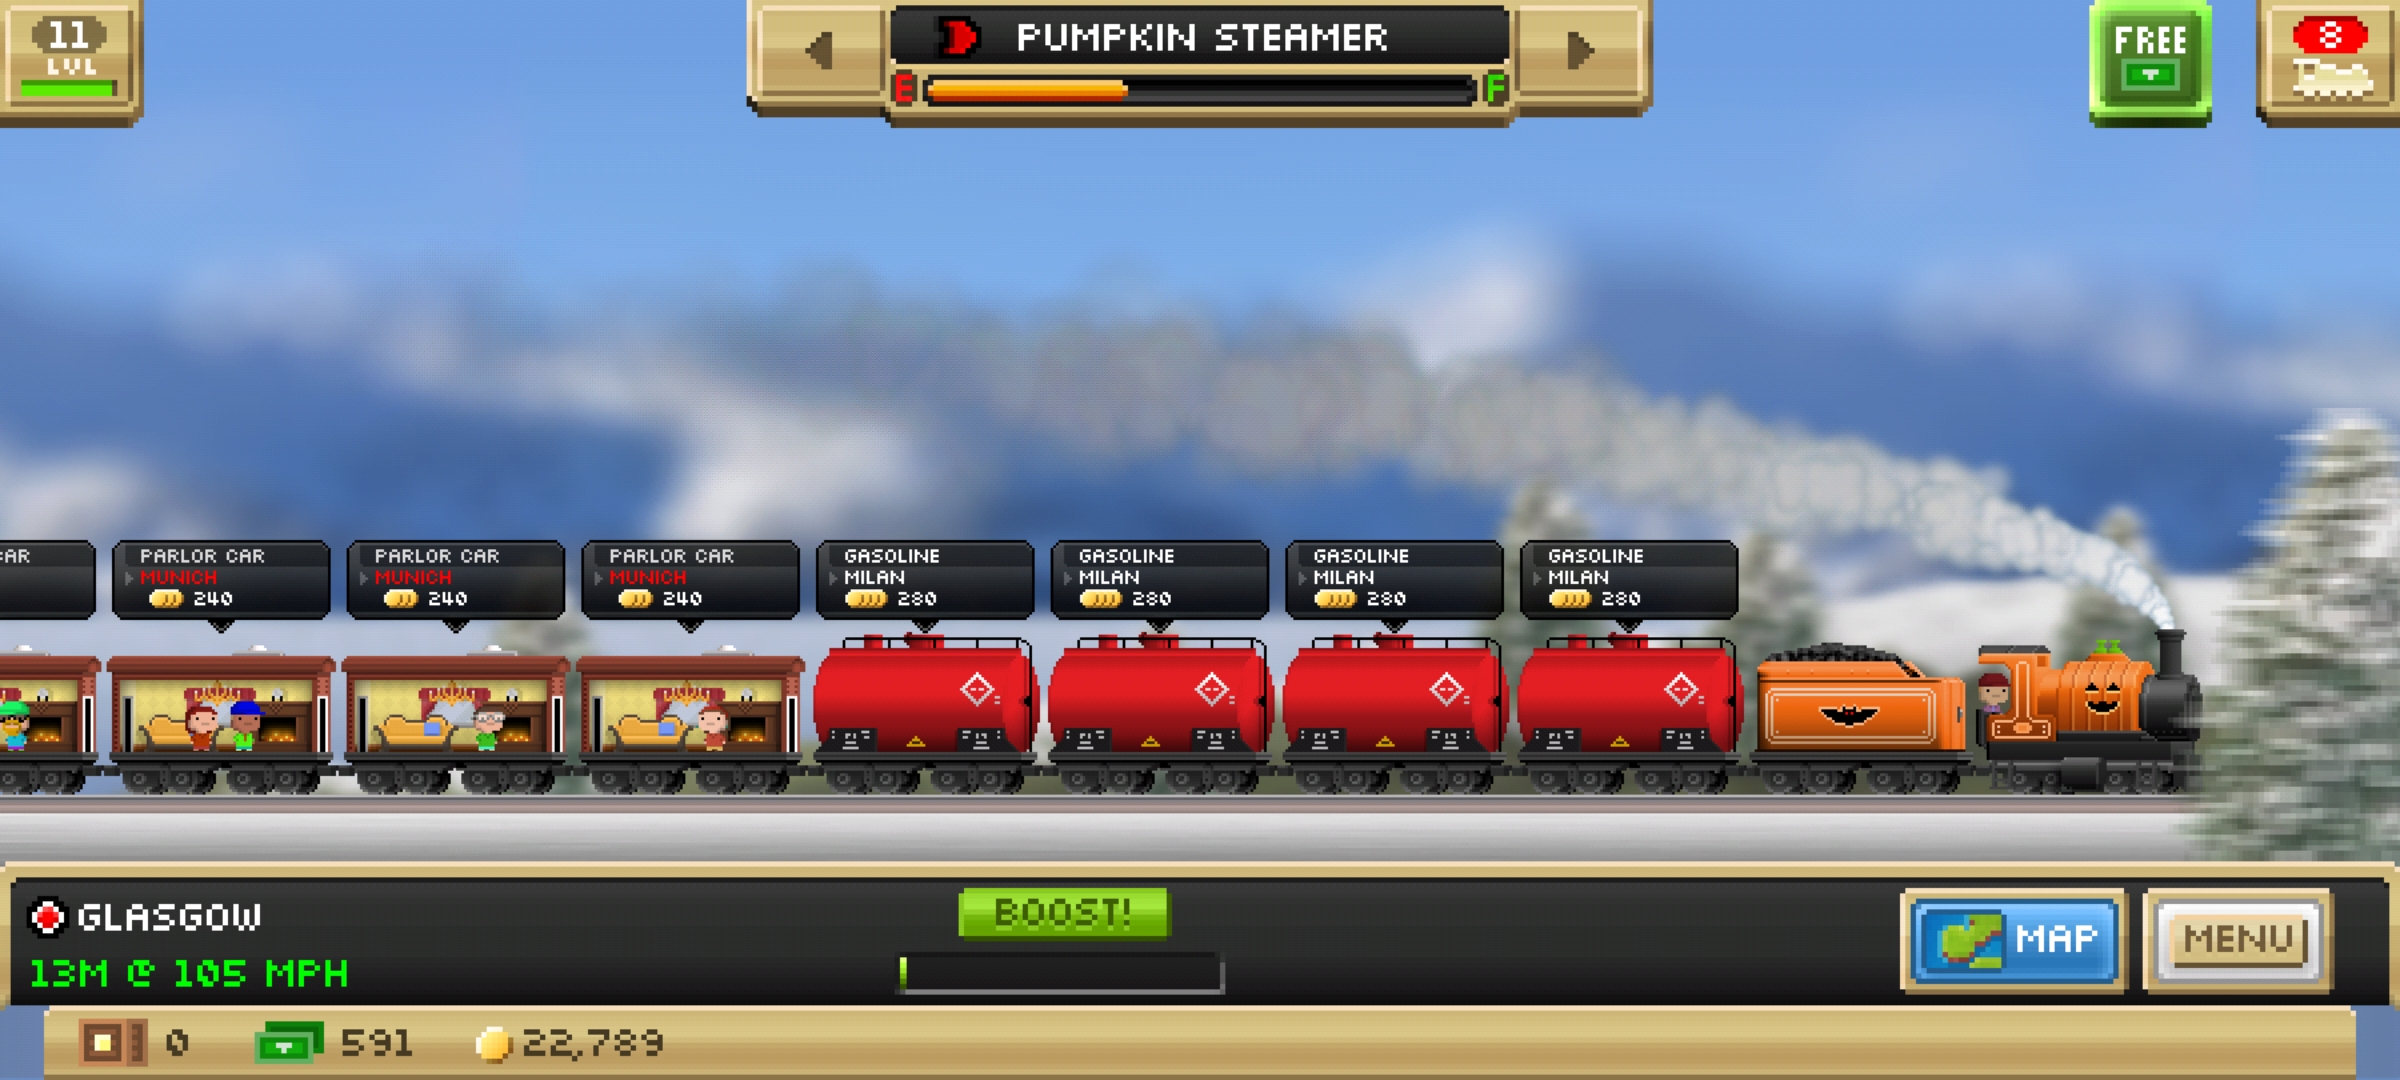 11
LVL
PUMPKIN STEAMER
E F
FREE
8
AR
PARLOR CAR
MUNICH
240
PARLOR CAR
MUNICH
240
PARLOR CAR
MUNICH
240
GASOLINE
MILAN
280
GASOLINE
MILAN
280
GASOLINE
MILAN
280
GASOLINE
MILAN
280
GLASGOW
13M @ 105 MPH
BOOST!
MAP
MENU
0
591
22,789